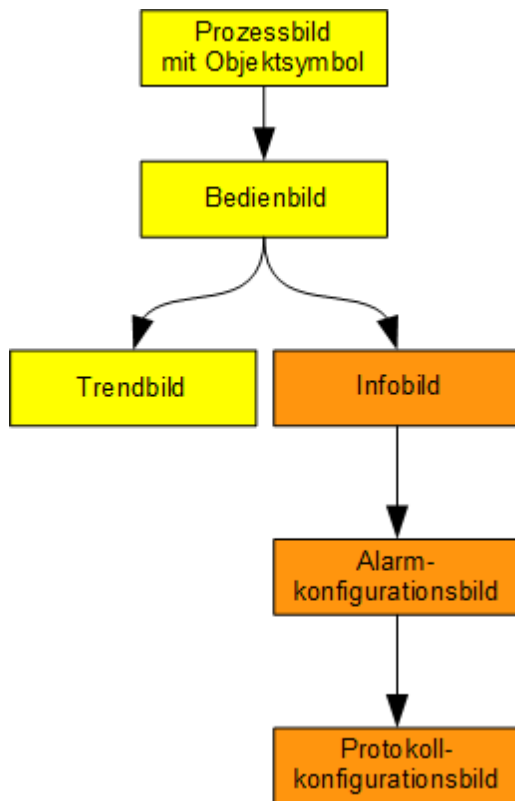 Prozessbild
mit Objektsymbol
Bedienbild
Trendbild
Infobild
Alarm-
konfigurationsbild
Protokoll-
konfigurationsbild